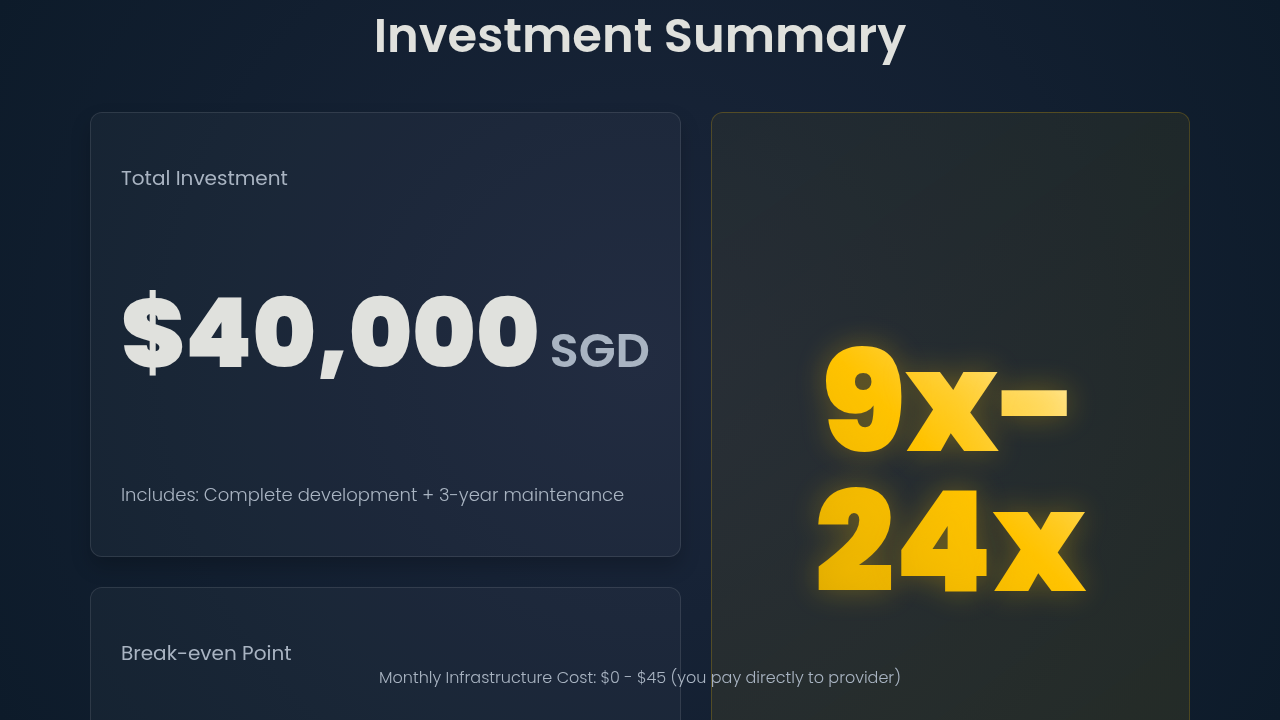 Investment Summary
Total Investment
$40,000 SGD
Includes: Complete development + 3-year maintenance
9x-
24x
Break-even Point
Monthly Infrastructure Cost: $0 - $45 (you pay directly to provider)